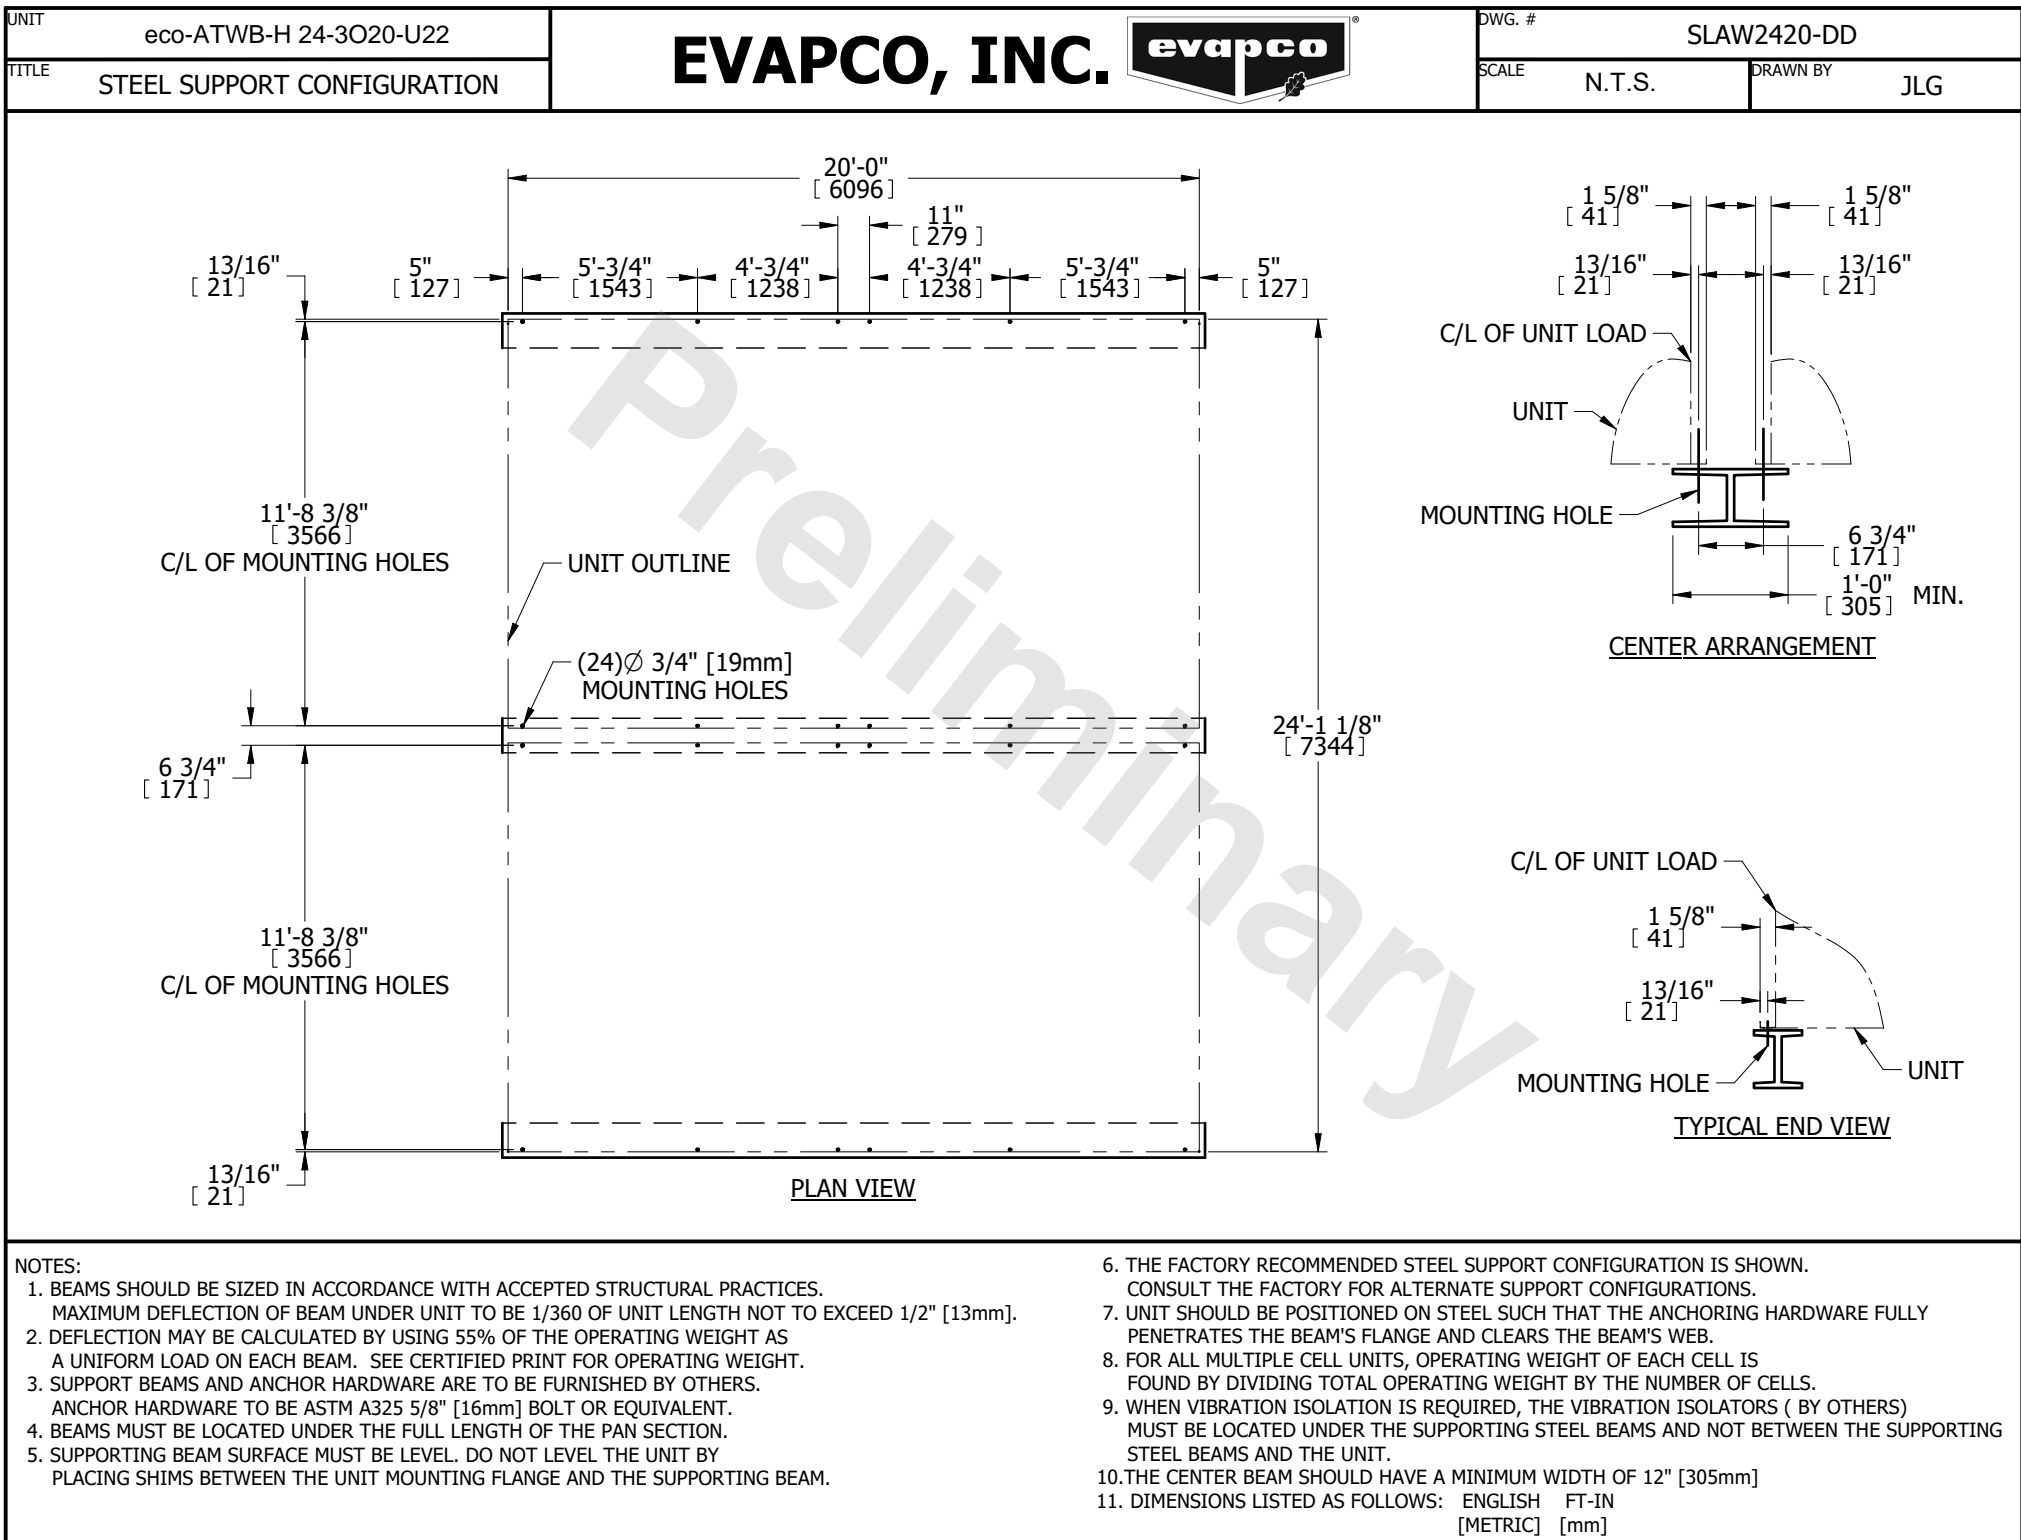 UNIT
eco-ATWB-H 24-3O20-U22
TITLE
STEEL SUPPORT CONFIGURATION
EVAPCO, INC.
evapco
®
DWG. #
SLAW2420-DD
SCALE
N.T.S.
DRAWN BY
JLG
20'-0"
[ 6096 ]
11"
[ 279 ]
13/16"
[ 21 ]
5"
[ 127 ]
5'-3/4"
[ 1543 ]
4'-3/4"
[ 1238 ]
4'-3/4"
[ 1238 ]
5'-3/4"
[ 1543 ]
5"
[ 127 ]
11'-8 3/8"
[ 3566 ]
C/L OF MOUNTING HOLES
UNIT OUTLINE
(24)∅ 3/4" [19mm]
MOUNTING HOLES
6 3/4"
[ 171 ]
24'-1 1/8"
[ 7344 ]
11'-8 3/8"
[ 3566 ]
C/L OF MOUNTING HOLES
13/16"
[ 21 ]
PLAN VIEW
Preliminary
1 5/8"
[ 41 ]
1 5/8"
[ 41 ]
13/16"
[ 21 ]
13/16"
[ 21 ]
C/L OF UNIT LOAD
UNIT
MOUNTING HOLE
6 3/4"
[ 171 ]
1'-0"
[ 305 ]
MIN.
CENTER ARRANGEMENT
C/L OF UNIT LOAD
1 5/8"
[ 41 ]
13/16"
[ 21 ]
MOUNTING HOLE
UNIT
TYPICAL END VIEW
NOTES:
1. BEAMS SHOULD BE SIZED IN ACCORDANCE WITH ACCEPTED STRUCTURAL PRACTICES.
MAXIMUM DEFLECTION OF BEAM UNDER UNIT TO BE 1/360 OF UNIT LENGTH NOT TO EXCEED 1/2" [13mm].
2. DEFLECTION MAY BE CALCULATED BY USING 55% OF THE OPERATING WEIGHT AS
A UNIFORM LOAD ON EACH BEAM. SEE CERTIFIED PRINT FOR OPERATING WEIGHT.
3. SUPPORT BEAMS AND ANCHOR HARDWARE ARE TO BE FURNISHED BY OTHERS.
ANCHOR HARDWARE TO BE ASTM A325 5/8" [16mm] BOLT OR EQUIVALENT.
4. BEAMS MUST BE LOCATED UNDER THE FULL LENGTH OF THE PAN SECTION.
5. SUPPORTING BEAM SURFACE MUST BE LEVEL. DO NOT LEVEL THE UNIT BY
PLACING SHIMS BETWEEN THE UNIT MOUNTING FLANGE AND THE SUPPORTING BEAM.
6. THE FACTORY RECOMMENDED STEEL SUPPORT CONFIGURATION IS SHOWN.
CONSULT THE FACTORY FOR ALTERNATE SUPPORT CONFIGURATIONS.
7. UNIT SHOULD BE POSITIONED ON STEEL SUCH THAT THE ANCHORING HARDWARE FULLY
PENETRATES THE BEAM'S FLANGE AND CLEARS THE BEAM'S WEB.
8. FOR ALL MULTIPLE CELL UNITS, OPERATING WEIGHT OF EACH CELL IS
FOUND BY DIVIDING TOTAL OPERATING WEIGHT BY THE NUMBER OF CELLS.
9. WHEN VIBRATION ISOLATION IS REQUIRED, THE VIBRATION ISOLATORS ( BY OTHERS)
MUST BE LOCATED UNDER THE SUPPORTING STEEL BEAMS AND NOT BETWEEN THE SUPPORTING
STEEL BEAMS AND THE UNIT.
10.THE CENTER BEAM SHOULD HAVE A MINIMUM WIDTH OF 12" [305mm]
11. DIMENSIONS LISTED AS FOLLOWS: ENGLISH FT-IN
[METRIC] [mm]